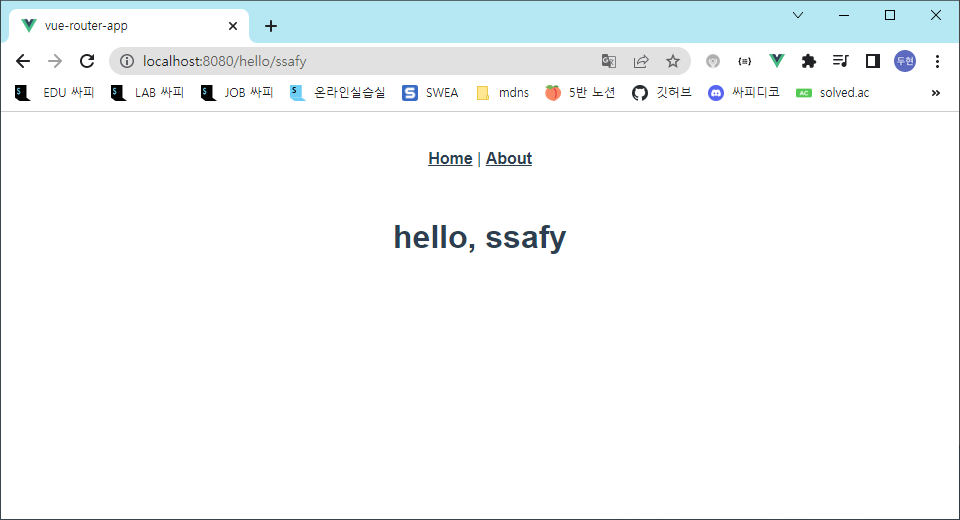 vue-router-app
localhost:8080/hello/ssafy
두현
EDU 싸피 LAB 싸피 JOB 싸피 온라인실습실 SWEA mdns 5반 노션 깃허브 싸피디코 AC solved.ac »
Home | About
hello, ssafy